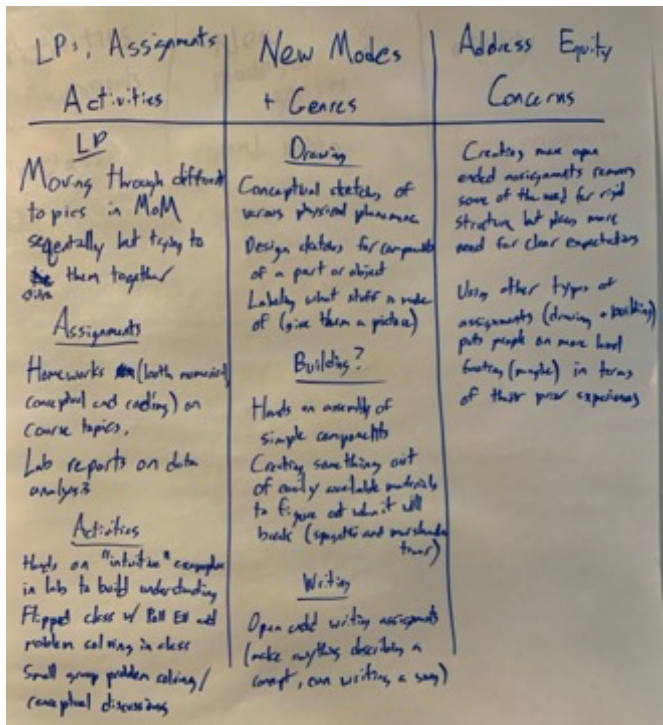 LPs, Assignments
Activities
LP
Moving through different
topics in MoM
seqentally but trying to
them together
Assignments
Homeworks (both numerical,
conceptual and coding) on
course topics.
Lab reports on data
analysis
Activities
Hands on "intuitive" examples
in labs to build understanding
Flipped class w/ Poll Ev and
problem solving in class
Small group problem solving/
conceptual discussions
New Modes
+ Genres
Drawing
Conceptual sketches of
various physical phenomena
Design sketches for components
of a part or object
Labeling what stuff is made
of (give them a picture)
Building?
Hands on assembly of
simple components
Creating something out
of easily available materials
to figure out when it will
break (spagetti and marshmallow
tower)
Writing
Open ended writing assignments
(make anything describing a
concept, even writing a song)
Address Equity
Concerns
Creating more open
ended assignments removes
some of the need for rigid
structure but places more
need for clear expectations
Using other types of
assignments (drawing + building)
puts people on more level
footing (maybe) in terms
of their prior experiences